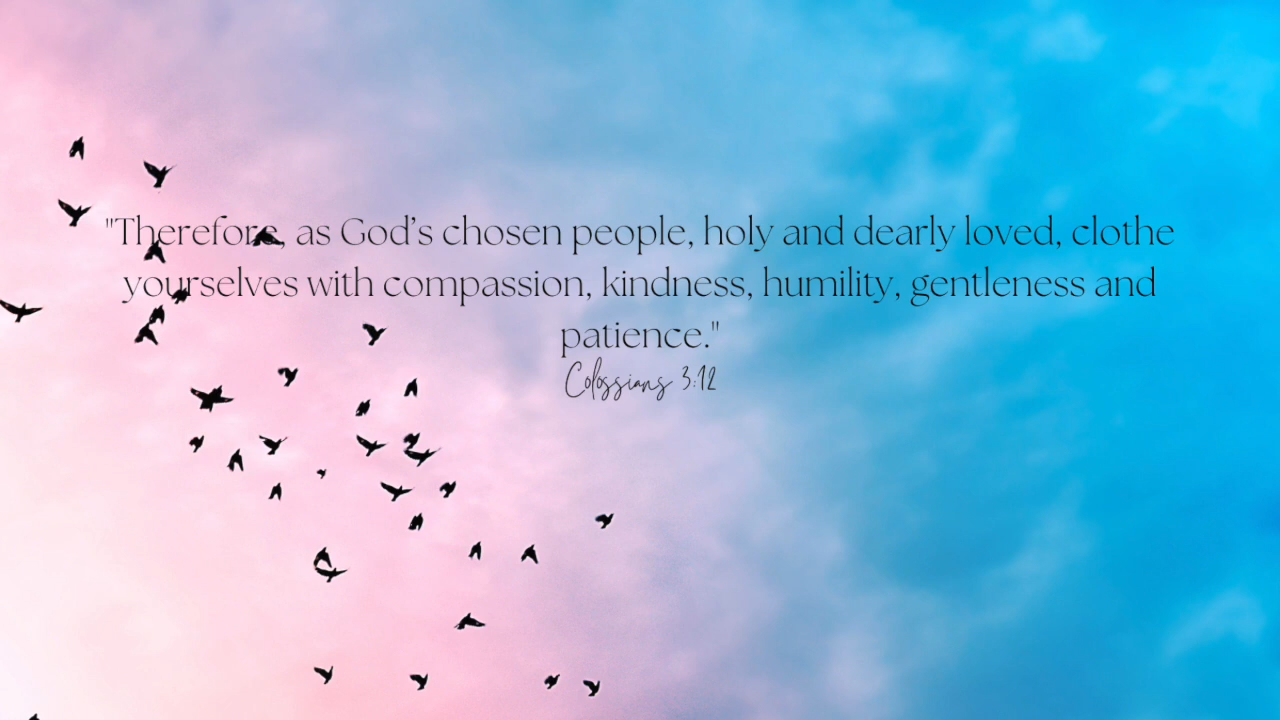 "Therefore, as God’s chosen people, holy and dearly loved, clothe
yourselves with compassion, kindness, humility, gentleness and
patience."
Colossians 3:12